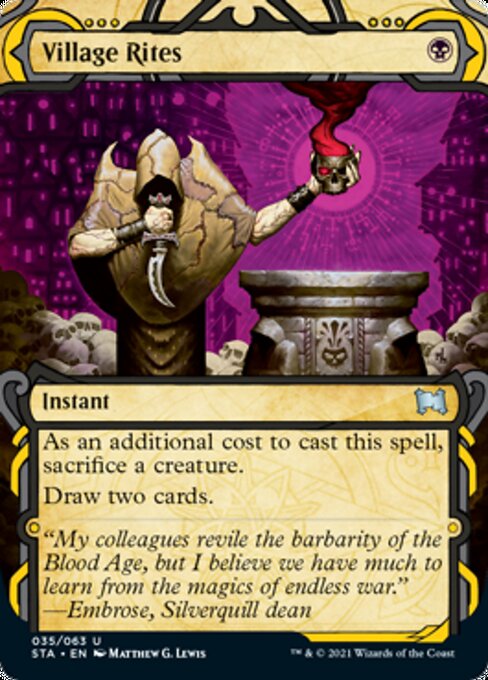 Village Rites
Instant
As an additional cost to cast this spell,
sacrifice a creature.
Draw two cards.
“My colleagues revile the barbarity of the
Blood Age, but I believe we have much to
learn from the magics of endless war.”
—Embrose, Silverquill dean
035/063 U
STA • EN Matthew G. Lewis
™ & © 2021 Wizards of the Coast